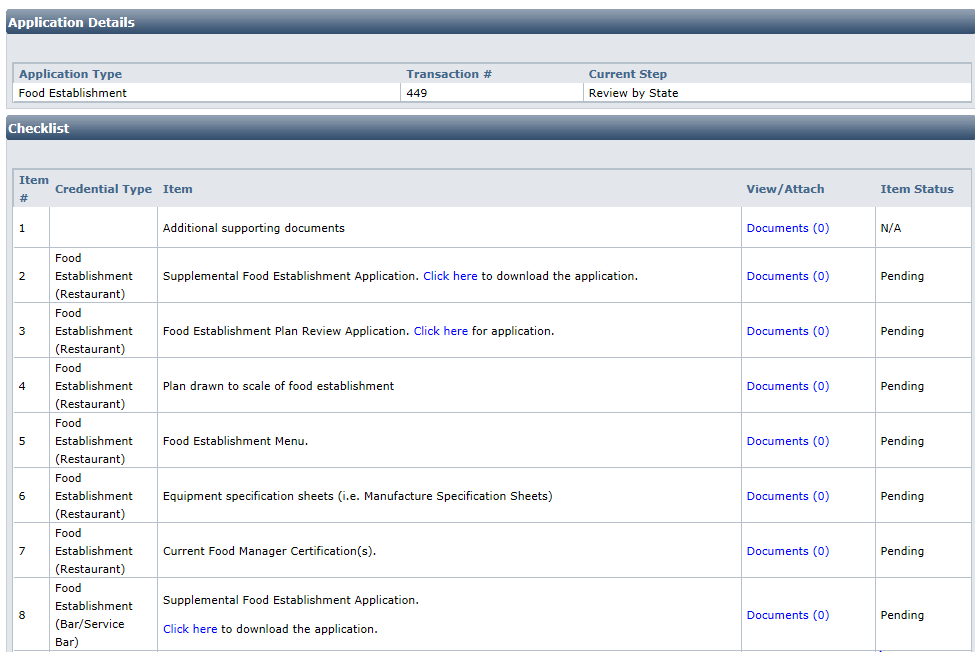 Application Details
Application Type Transaction # Current Step
Food Establishment 449 Review by State
Checklist
Item # Credential Type Item View/Attach Item Status
1 Additional supporting documents Documents (0) N/A
2 Food Establishment (Restaurant) Supplemental Food Establishment Application. Click here to download the application. Documents (0) Pending
3 Food Establishment (Restaurant) Food Establishment Plan Review Application. Click here for application. Documents (0) Pending
4 Food Establishment (Restaurant) Plan drawn to scale of food establishment Documents (0) Pending
5 Food Establishment (Restaurant) Food Establishment Menu. Documents (0) Pending
6 Food Establishment (Restaurant) Equipment specification sheets (i.e. Manufacture Specification Sheets) Documents (0) Pending
7 Food Establishment (Restaurant) Current Food Manager Certification(s). Documents (0) Pending
8 Food Establishment (Bar/Service Bar) Supplemental Food Establishment Application. Click here to download the application. Documents (0) Pending